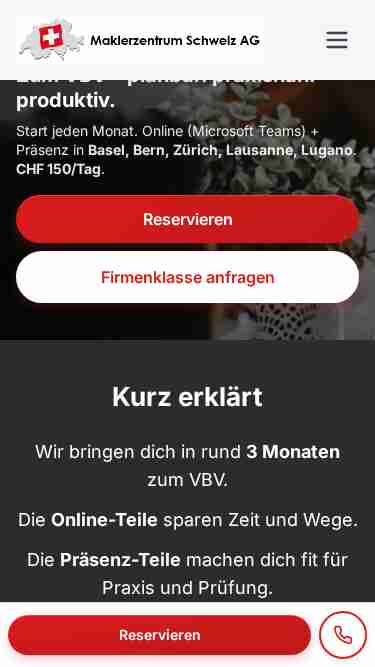 Maklerzentrum Schweiz AG
produktiv.
Start jeden Monat. Online (Microsoft Teams) +
Präsenz in Basel, Bern, Zürich, Lausanne, Lugano.
CHF 150/Tag.
Reservieren
Firmenklasse anfragen
Kurz erklärt
Wir bringen dich in rund 3 Monaten
zum VBV.
Die Online-Teile sparen Zeit und Wege.
Die Präsenz-Teile machen dich fit für
Praxis und Prüfung.
Reservieren